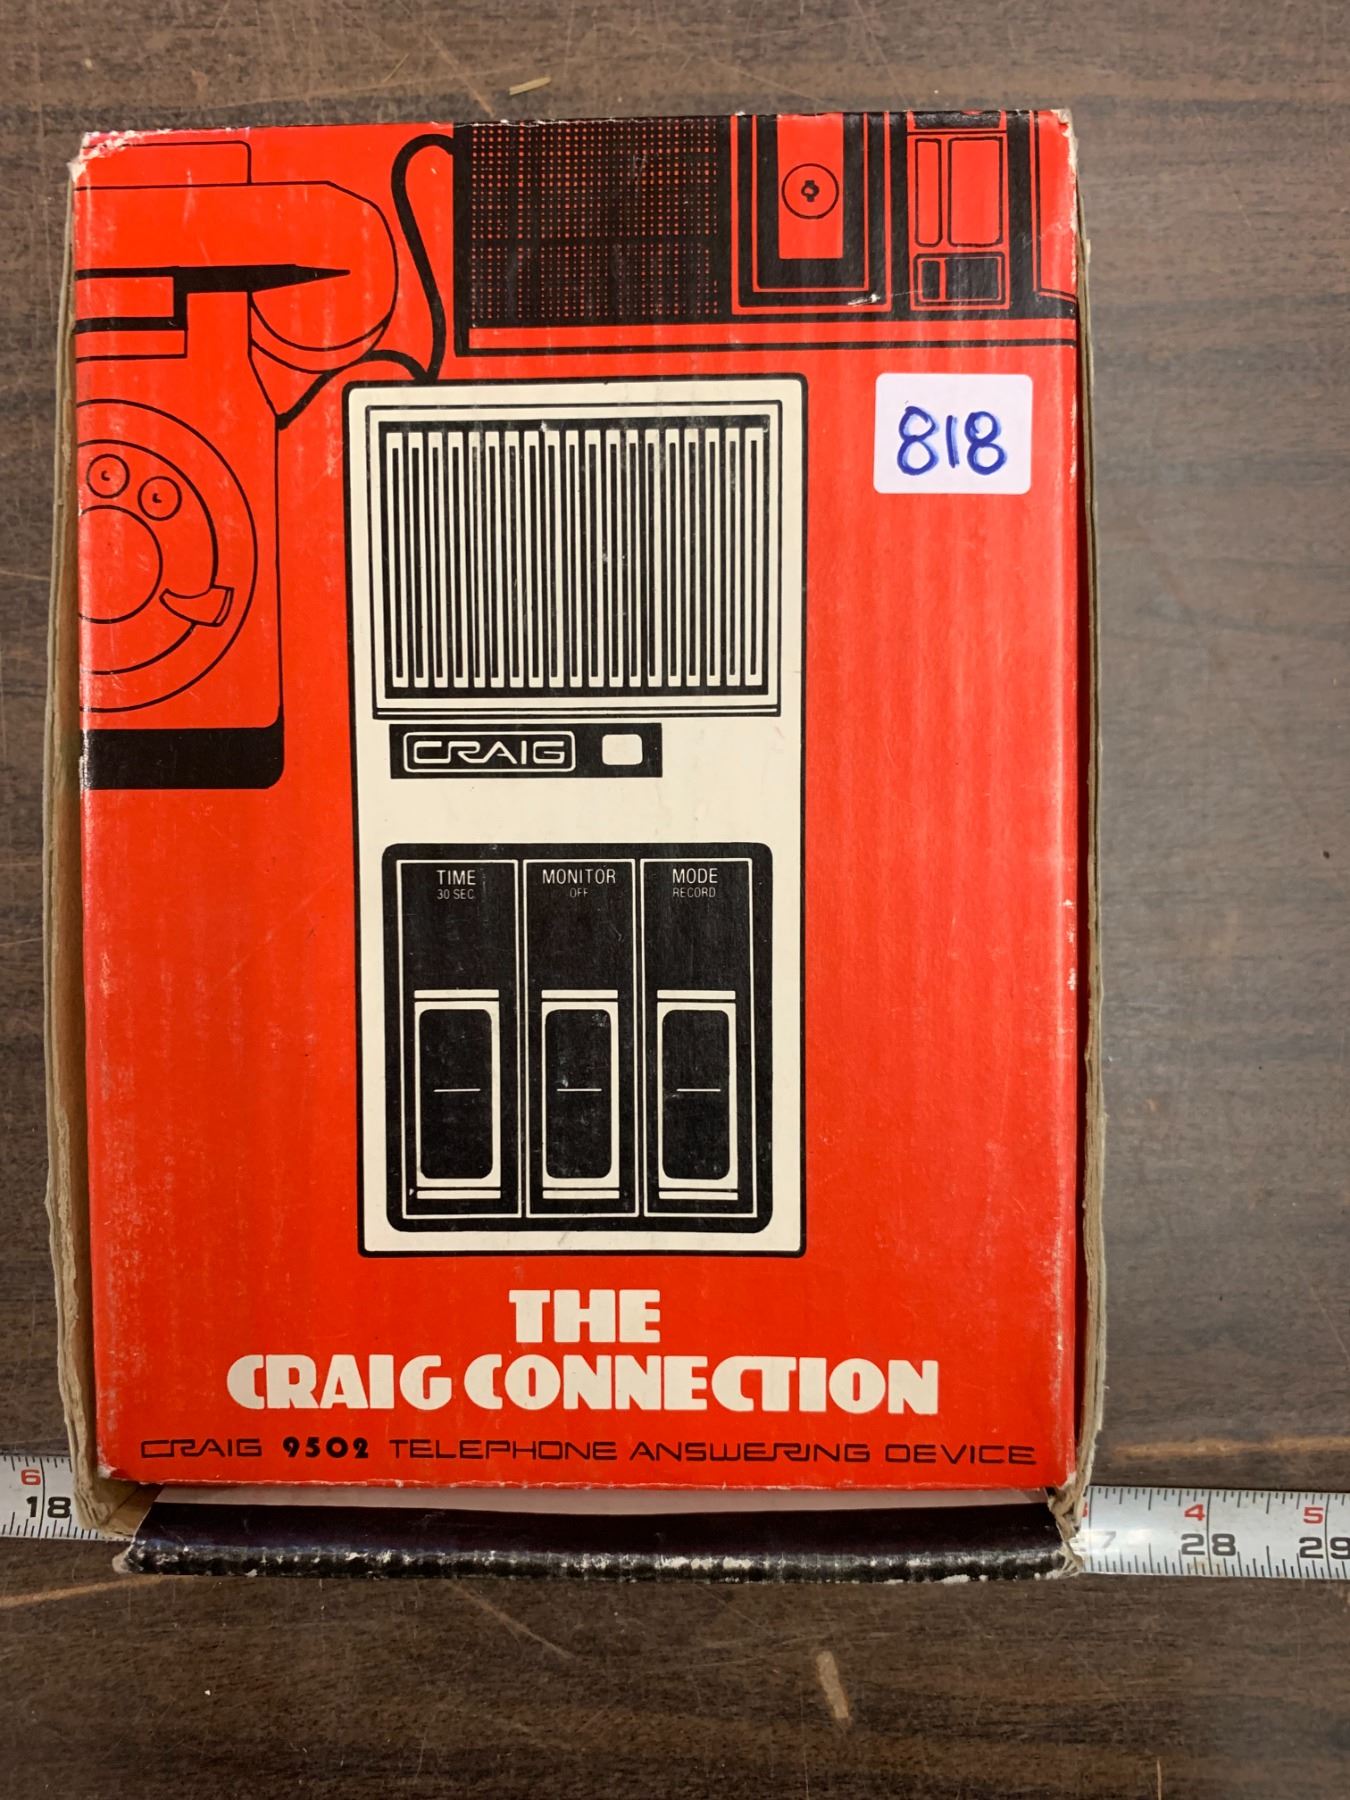 818
CRAIG
TIME MONITOR MODE
30 SEC OFF RECORD
THE
CRAIG CONNECTION
CRAIG 9502 TELEPHONE ANSWERING DEVICE
6 4 5
18 28 29